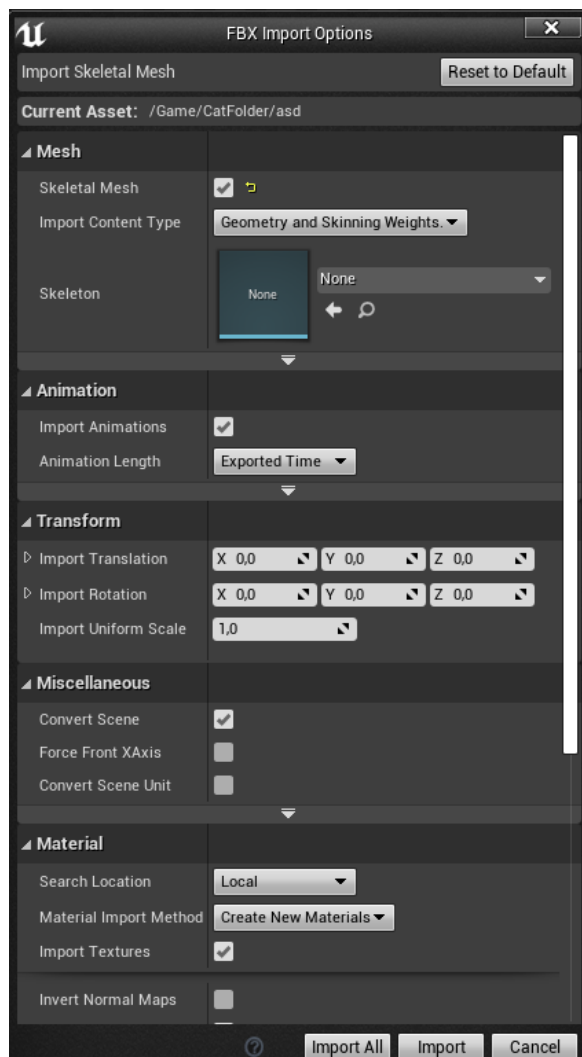 FBX Import Options
Import Skeletal Mesh Reset to Default
Current Asset: /Game/CatFolder/asd
Mesh
Skeletal Mesh
Import Content Type Geometry and Skinning Weights.
Skeleton None None
Animation
Import Animations
Animation Length Exported Time
Transform
Import Translation X 0,0 Y 0,0 Z 0,0
Import Rotation X 0,0 Y 0,0 Z 0,0
Import Uniform Scale 1,0
Miscellaneous
Convert Scene
Force Front XAxis
Convert Scene Unit
Material
Search Location Local
Material Import Method Create New Materials
Import Textures
Invert Normal Maps
? Import All Import Cancel